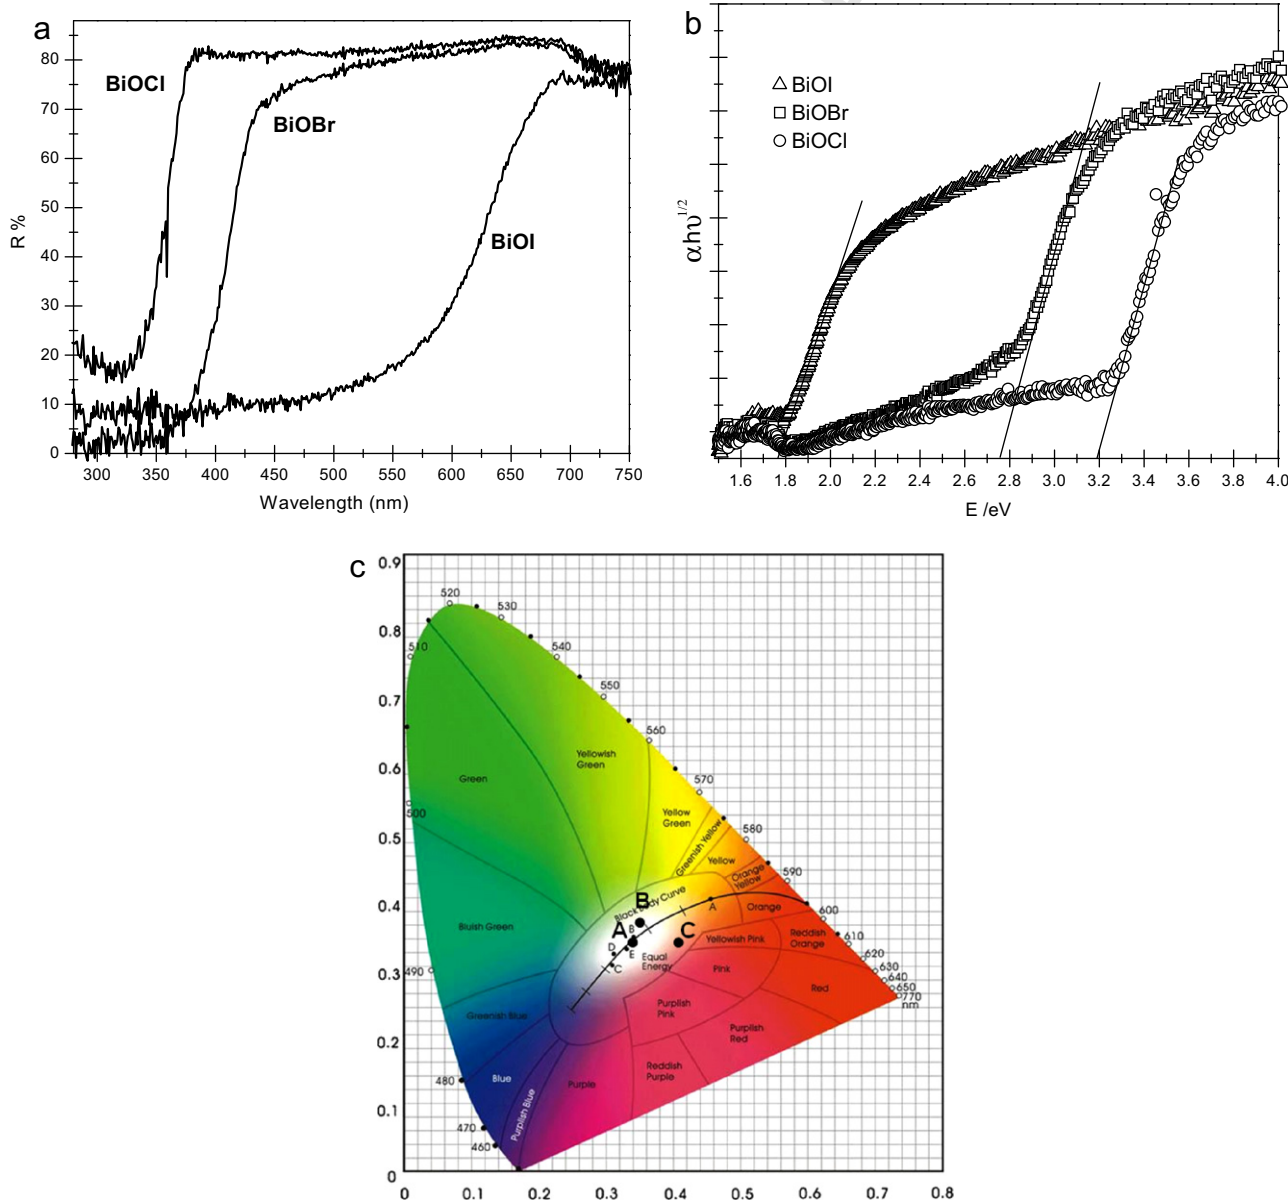 a
80
70
60
50
40
30
20
10
0
R %
BiOCl
BiOBr
BiOI
300 350 400 450 500 550 600 650 700 750
Wavelength (nm)
b
BiOI
BiOBr
BiOCl
αhυ^1/2
1.6 1.8 2.0 2.2 2.4 2.6 2.8 3.0 3.2 3.4 3.6 3.8 4.0
E /eV
c
0.9
0.8
0.7
0.6
0.5
0.4
0.3
0.2
0.1
0
0 0.1 0.2 0.3 0.4 0.5 0.6 0.7 0.8
520
530
510
540
550
560
570
580
590
600
610
620
630
640
650
770
nm
500
490
480
470
460
Green
Yellowish
Green
Yellow
Green
Greenish Yellow
Yellow
Orange
Yellow
Orange
Reddish
Orange
Red
Yellowish Pink
Pink
Purplish
Pink
Purplish
Red
Reddish
Purple
Purple
Purplish Blue
Blue
Greenish Blue
Bluish Green
Black Body Curve
Equal
Energy
A
B
C
A
B
C
D
E